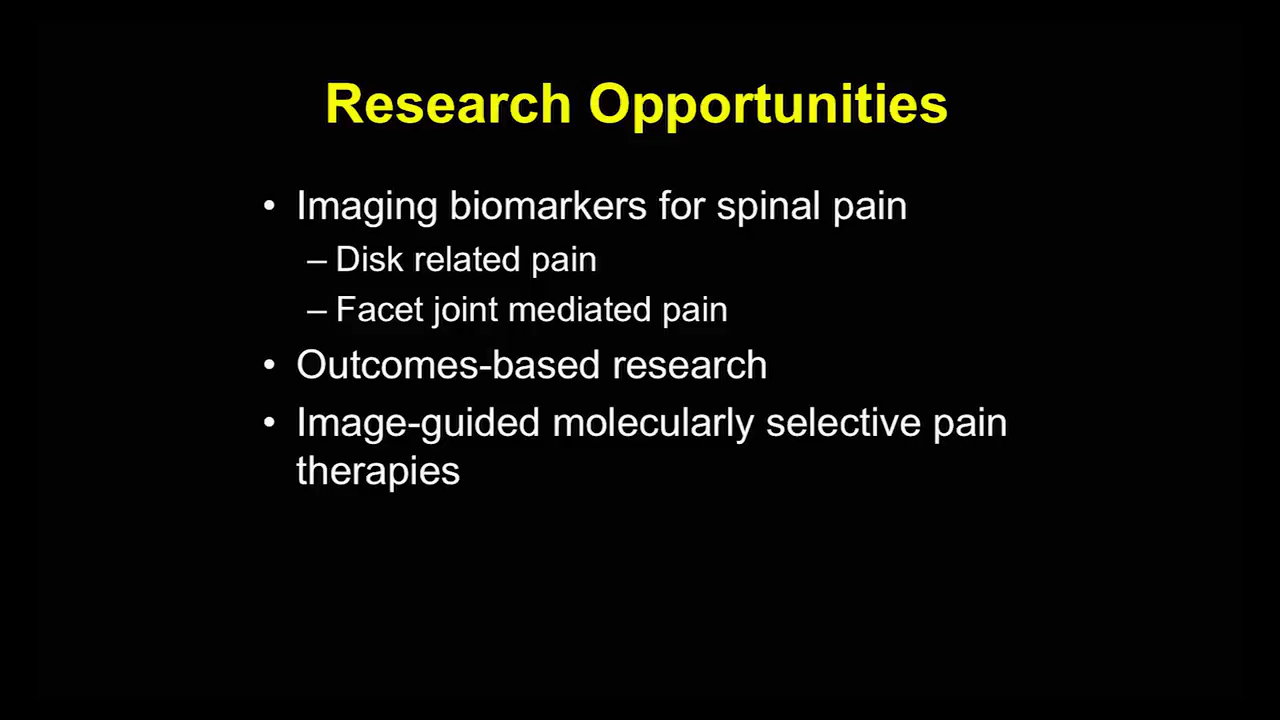 Research Opportunities
• Imaging biomarkers for spinal pain
– Disk related pain
– Facet joint mediated pain
• Outcomes-based research
• Image-guided molecularly selective pain
therapies